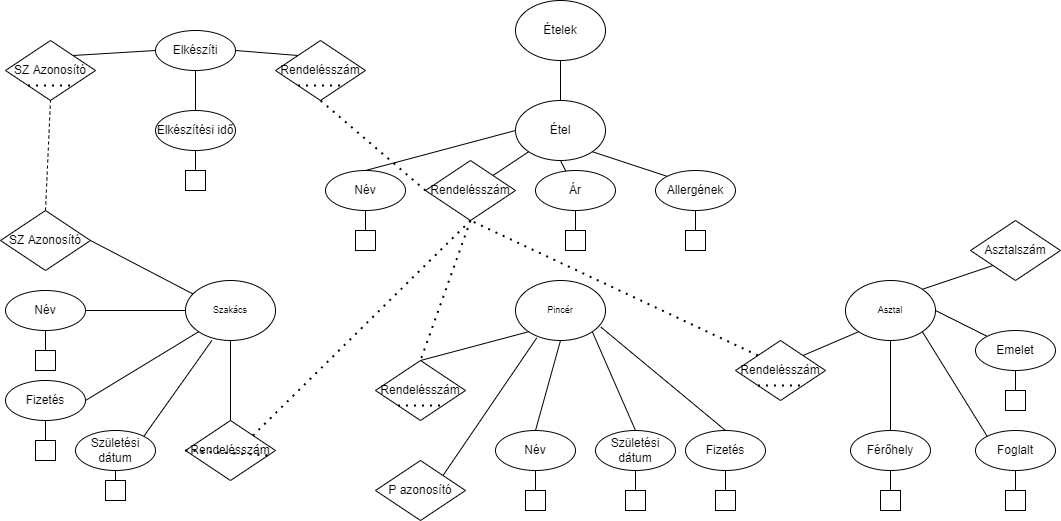 Ételek
Elkészíti
SZ Azonosító
Rendelésszám
Elkészítési idő
Étel
Név
Rendelésszám
Ár
Allergének
SZ Azonosító
Asztalszám
Név
Szakács
Pincér
Asztal
Emelet
Rendelésszám
Rendelésszám
Fizetés
Születési
dátum
Rendelésszám
Név
Születési
dátum
Fizetés
Férőhely
Foglalt
P azonosító